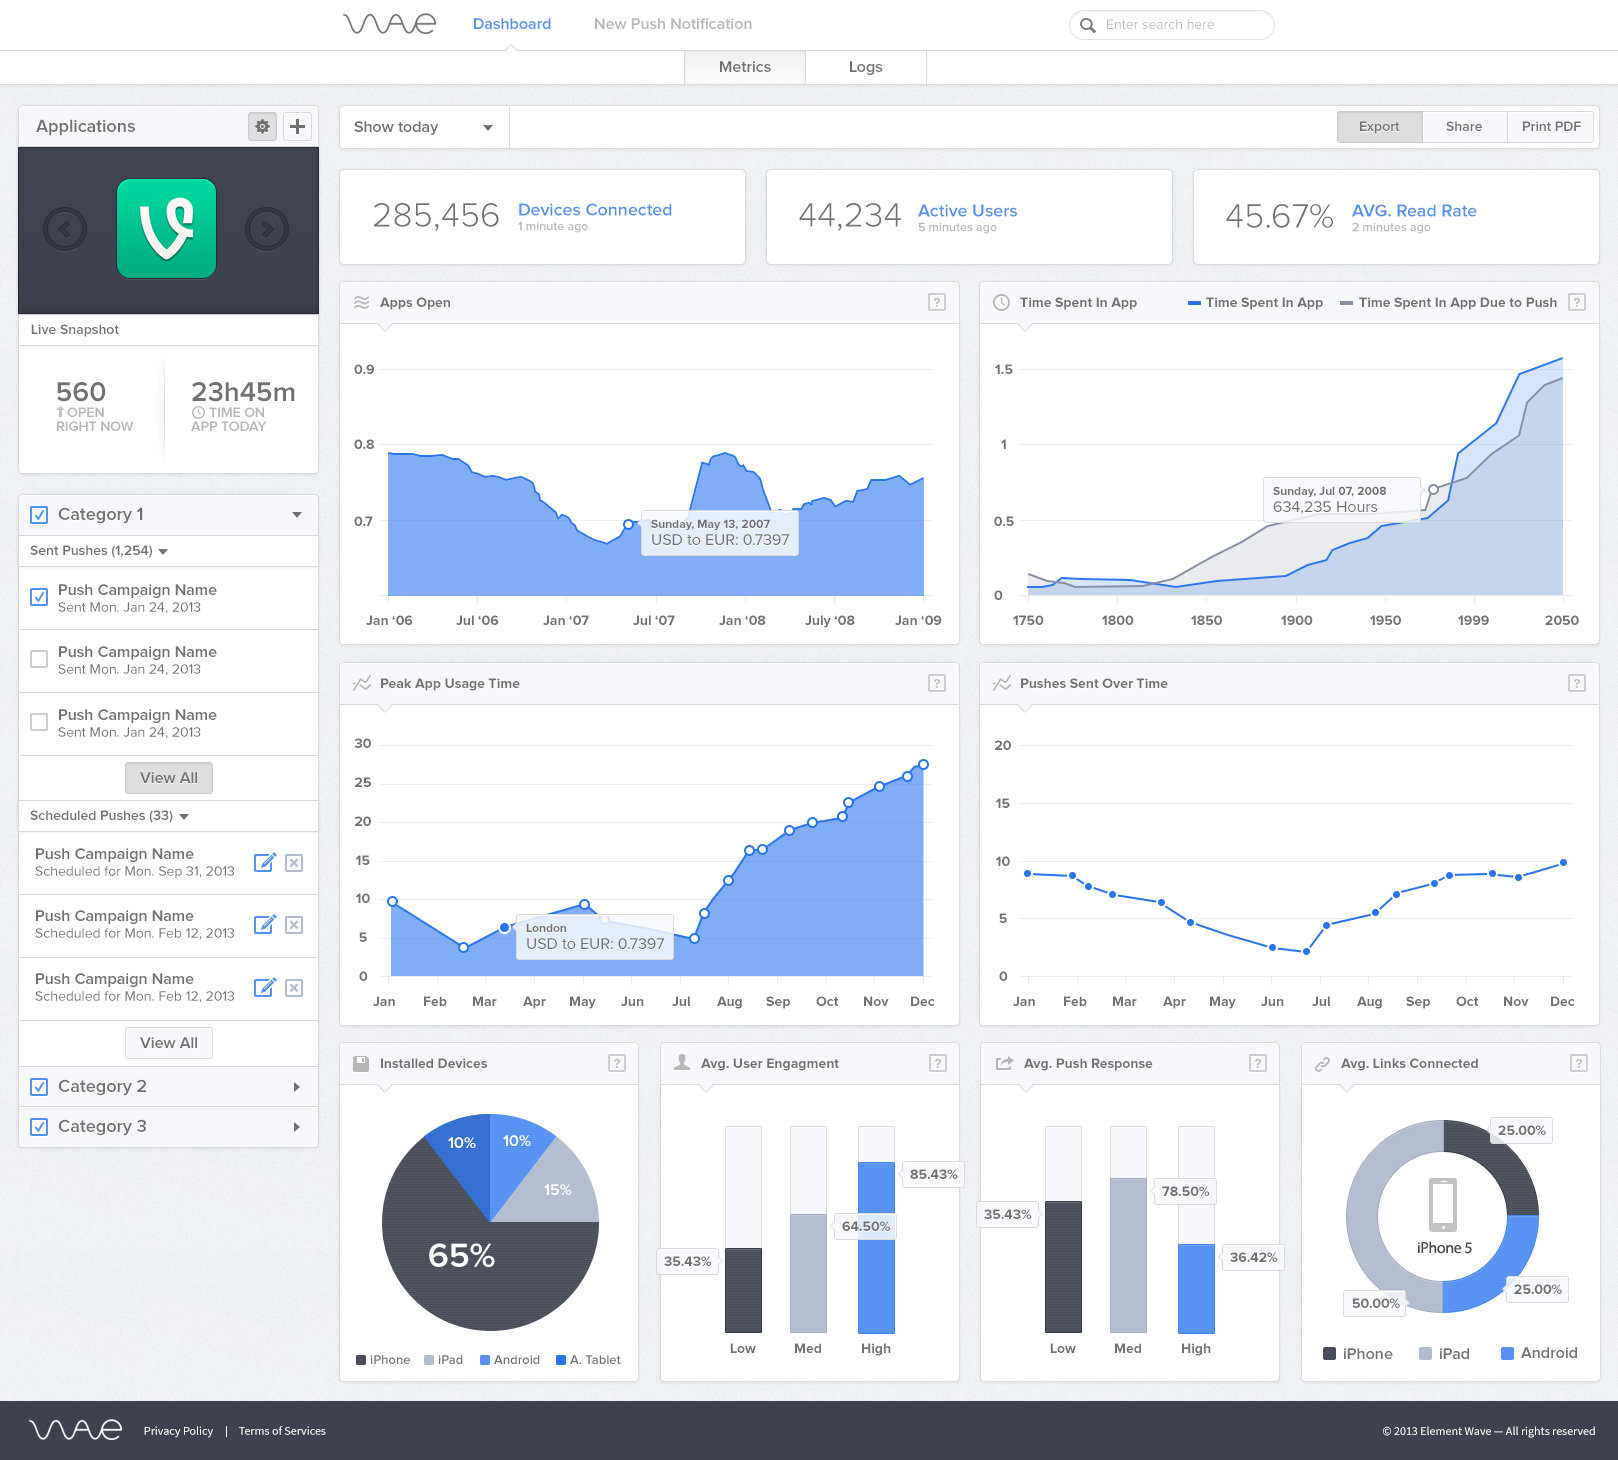 WAVE
Dashboard
New Push Notification
Enter search here
Metrics
Logs
Applications
Live Snapshot
560
OPEN
RIGHT NOW
23h45m
TIME ON
APP TODAY
Category 1
Sent Pushes (1,254)
Push Campaign Name
Sent Mon. Jan 24, 2013
Push Campaign Name
Sent Mon. Jan 24, 2013
Push Campaign Name
Sent Mon. Jan 24, 2013
View All
Scheduled Pushes (33)
Push Campaign Name
Scheduled for Mon. Sep 31, 2013
Push Campaign Name
Scheduled for Mon. Feb 12, 2013
Push Campaign Name
Scheduled for Mon. Feb 12, 2013
View All
Category 2
Category 3
Show today
Export
Share
Print PDF
285,456
Devices Connected
1 minute ago
44,234
Active Users
5 minutes ago
45.67%
AVG. Read Rate
2 minutes ago
Apps Open
?
0.9
0.8
0.7
Sunday, May 13, 2007
USD to EUR: 0.7397
Jan ‘06 Jul ‘06 Jan ‘07 Jul ‘07 Jan ‘08 July ‘08 Jan ‘09
Time Spent In App
Time Spent In App
Time Spent In App Due to Push
?
1.5
1
0.5
0
Sunday, Jul 07, 2008
634,235 Hours
1750 1800 1850 1900 1950 1999 2050
Peak App Usage Time
?
30
25
20
15
10
5
0
London
USD to EUR: 0.7397
Jan Feb Mar Apr May Jun Jul Aug Sep Oct Nov Dec
Pushes Sent Over Time
?
20
15
10
5
0
Jan Feb Mar Apr May Jun Jul Aug Sep Oct Nov Dec
Installed Devices
?
10%
10%
15%
65%
iPhone iPad Android A. Tablet
Avg. User Engagment
?
85.43%
64.50%
35.43%
Low Med High
Avg. Push Response
?
78.50%
35.43%
36.42%
Low Med High
Avg. Links Connected
?
25.00%
iPhone 5
25.00%
50.00%
iPhone iPad Android
WAVE
Privacy Policy | Terms of Services
© 2013 Element Wave — All rights reserved